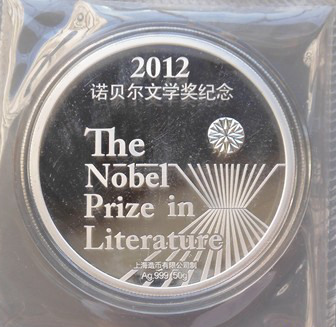 2012
诺贝尔文学奖纪念
The
Nobel
Prize in
Literature
上海造币有限公司制
Ag.999 (50g)